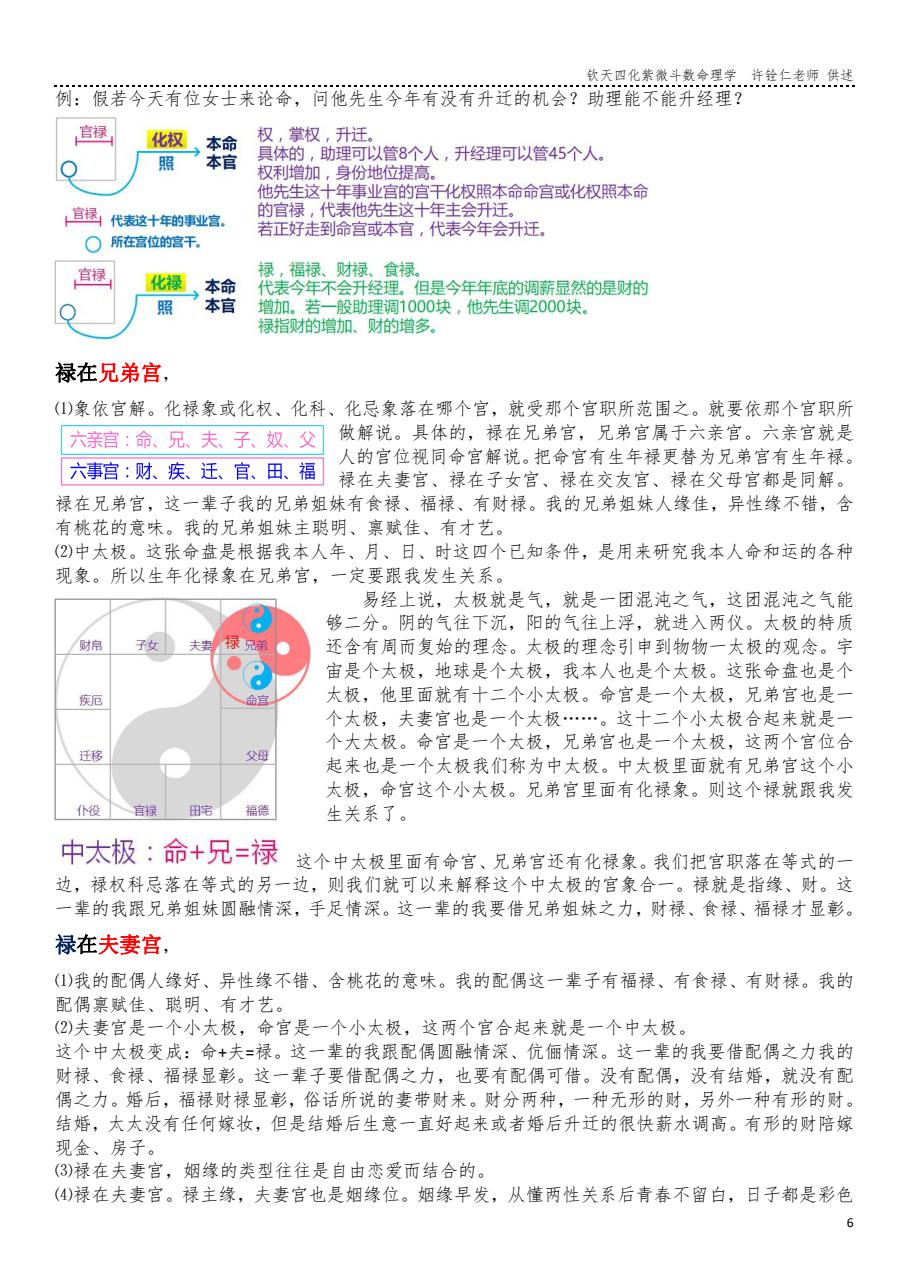 钦天四化紫微斗数命理学 许铨仁老师 供述
例：假若今天有位女士来论命，问他先生今年有没有升迁的机会？助理能不能升经理？
官禄
化权
照
本命
本官
权，掌权，升迁。
具体的，助理可以管8个人，升经理可以管45个人。
权利增加，身份地位提高。
他先生这十年事业宫的宫干化权照本命命宫或化权照本命
的官禄，代表他先生这十年主会升迁。
若正好走到命宫或本官，代表今年会升迁。
官禄
代表这十年的事业宫。
所在宫位的宫干。
官禄
化禄
照
本命
本官
禄，福禄、财禄、食禄。
代表今年不会升经理。但是今年年底的调薪显然的是财的
增加。若一般助理调1000块，他先生调2000块。
禄指财的增加、财的增多。
禄在兄弟宫，
⑴象依宫解。化禄象或化权、化科、化忌象落在哪个宫，就受那个宫职所范围之。就要依那个宫职所
六亲宫：命、兄、夫、子、奴、父
六事宫：财、疾、迁、官、田、福
做解说。具体的，禄在兄弟宫，兄弟宫属于六亲宫。六亲宫就是
人的宫位视同命宫解说。把命宫有生年禄更替为兄弟宫有生年禄。
禄在夫妻宫、禄在子女宫、禄在交友宫、禄在父母宫都是同解。
禄在兄弟宫，这一辈子我的兄弟姐妹有食禄、福禄、有财禄。我的兄弟姐妹人缘佳，异性缘不错，含
有桃花的意味。我的兄弟姐妹主聪明、禀赋佳、有才艺。
⑵中太极。这张命盘是根据我本人年、月、日、时这四个已知条件，是用来研究我本人命和运的各种
现象。所以生年化禄象在兄弟宫，一定要跟我发生关系。
财帛 子女 夫妻 禄 兄弟
疾厄 命宫
迁移 父母
仆役 官禄 田宅 福德
易经上说，太极就是气，就是一团混沌之气，这团混沌之气能
够二分。阴的气往下沉，阳的气往上浮，就进入两仪。太极的特质
还含有周而复始的理念。太极的理念引申到物物一太极的观念。宇
宙是个太极，地球是个太极，我本人也是个太极。这张命盘也是个
太极，他里面就有十二个小太极。命宫是一个太极，兄弟宫也是一
个太极，夫妻宫也是一个太极……。这十二个小太极合起来就是一
个大太极。命宫是一个太极，兄弟宫也是一个太极，这两个宫位合
起来也是一个太极我们称为中太极。中太极里面就有兄弟宫这个小
太极，命宫这个小太极。兄弟宫里面有化禄象。则这个禄就跟我发
生关系了。
中太极：命+兄=禄 这个中太极里面有命宫、兄弟宫还有化禄象。我们把宫职落在等式的一
边，禄权科忌落在等式的另一边，则我们就可以来解释这个中太极的宫象合一。禄就是指缘、财。这
一辈的我跟兄弟姐妹圆融情深，手足情深。这一辈的我要借兄弟姐妹之力，财禄、食禄、福禄才显彰。
禄在夫妻宫，
⑴我的配偶人缘好、异性缘不错、含桃花的意味。我的配偶这一辈子有福禄、有食禄、有财禄。我的
配偶禀赋佳、聪明、有才艺。
⑵夫妻宫是一个小太极，命宫是一个小太极，这两个宫合起来就是一个中太极。
这个中太极变成：命+夫=禄。这一辈的我跟配偶圆融情深、伉俪情深。这一辈的我要借配偶之力我的
财禄、食禄、福禄显彰。这一辈子要借配偶之力，也要有配偶可借。没有配偶，没有结婚，就没有配
偶之力。婚后，福禄财禄显彰，俗话所说的妻带财来。财分两种，一种无形的财，另外一种有形的财。
结婚，太太没有任何嫁妆，但是结婚后生意一直好起来或者婚后升迁的很快薪水调高。有形的财陪嫁
现金、房子。
⑶禄在夫妻宫，姻缘的类型往往是自由恋爱而结合的。
⑷禄在夫妻宫。禄主缘，夫妻宫也是姻缘位。姻缘早发，从懂两性关系后青春不留白，日子都是彩色
6